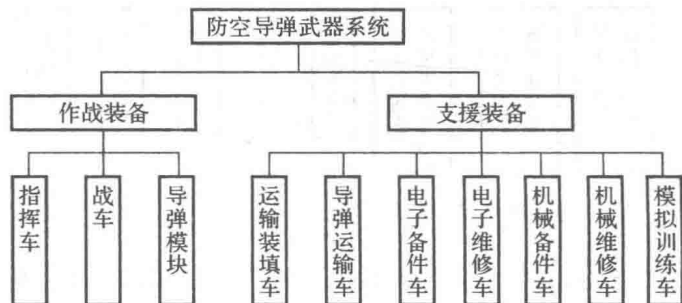 防空导弹武器系统
作战装备
支援装备
指挥车
战车
导弹模块
运输装填车
导弹运输车
电子备件车
电子维修车
机械备件车
机械维修车
模拟训练车